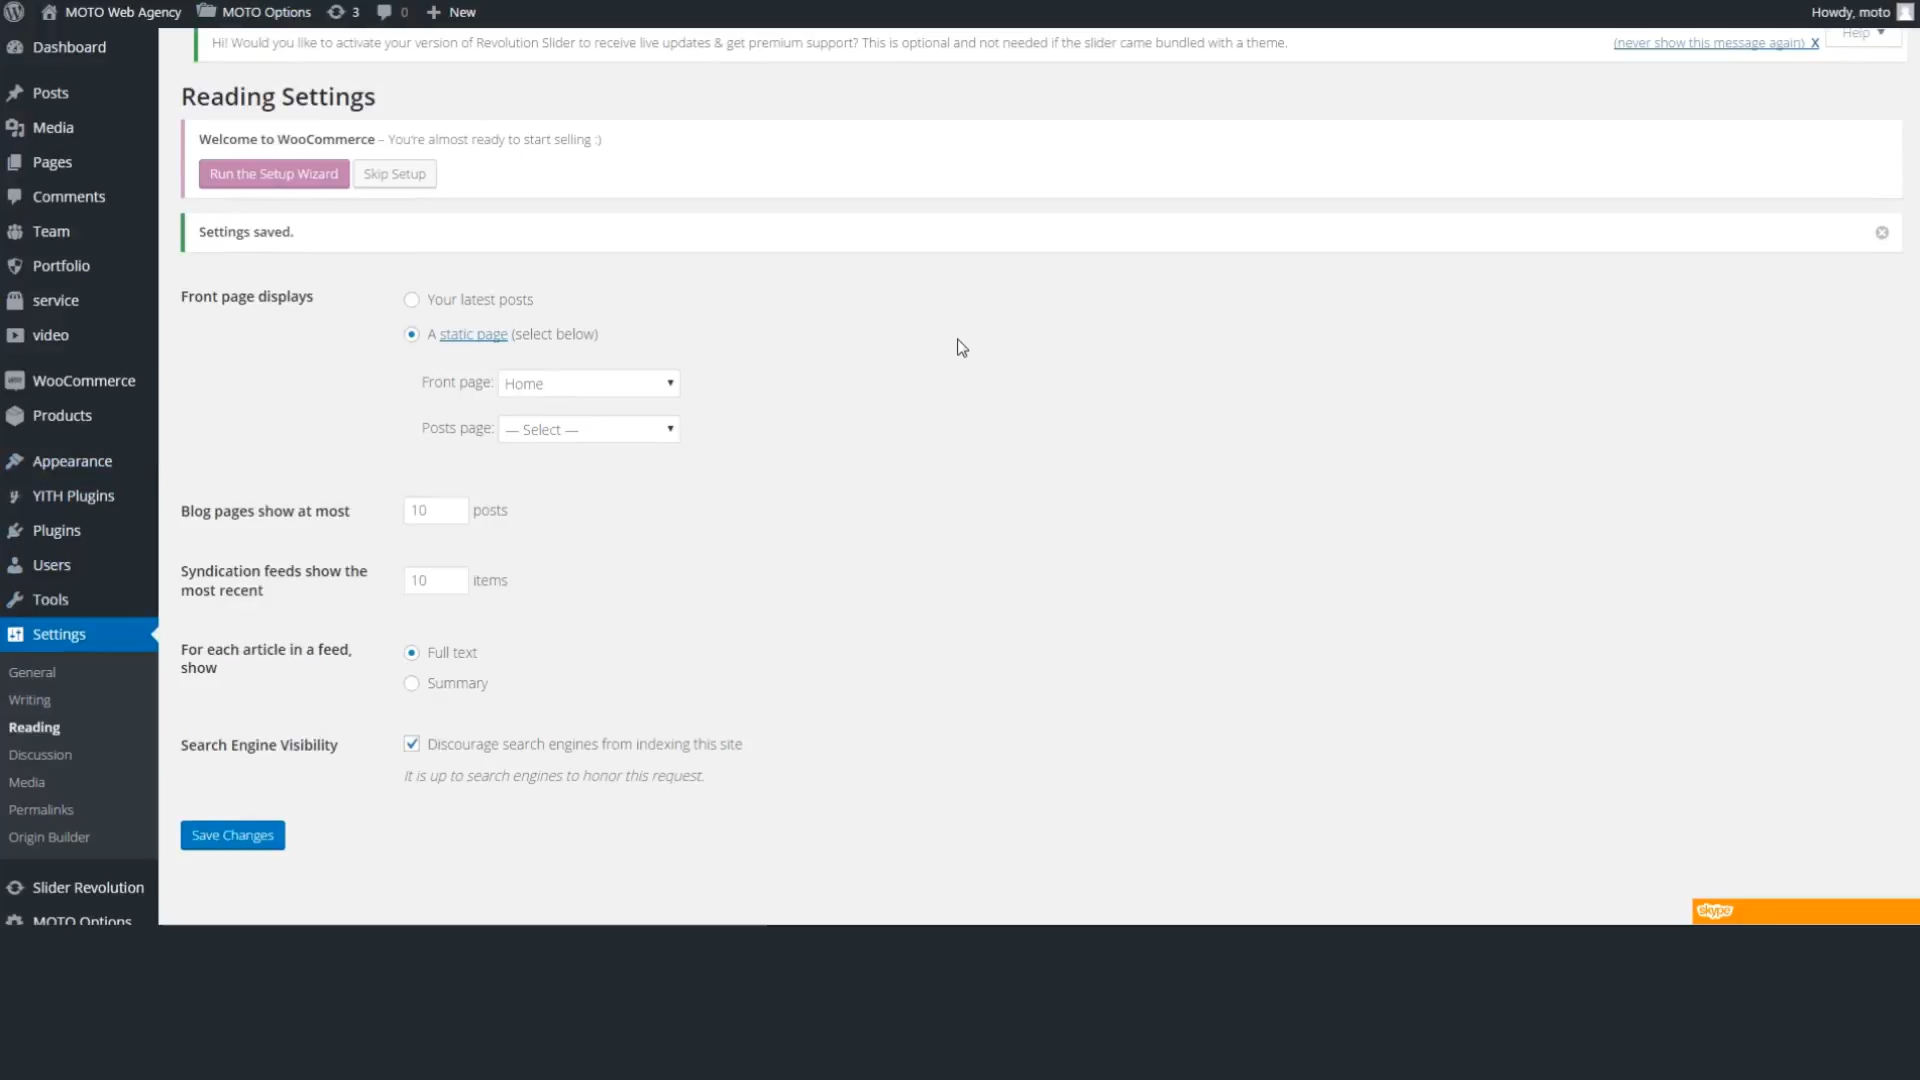 MOTO Web Agency MOTO Options 3 0 New Howdy, moto
Hi! Would you like to activate your version of Revolution Slider to receive live updates & get premium support? This is optional and not needed if the slider came bundled with a theme. (never show this message again) X Help
Dashboard
Posts
Media
Pages
Comments
Team
Portfolio
service
video
WooCommerce
Products
Appearance
YITH Plugins
Plugins
Users
Tools
Settings
General
Writing
Reading
Discussion
Media
Permalinks
Origin Builder
Slider Revolution
MOTO Options
Reading Settings
Welcome to WooCommerce – You're almost ready to start selling :)
Run the Setup Wizard Skip Setup
Settings saved.
Front page displays
Your latest posts
A static page (select below)
Front page: Home
Posts page: — Select —
Blog pages show at most 10 posts
Syndication feeds show the
most recent
10 items
For each article in a feed,
show
Full text
Summary
Search Engine Visibility
Discourage search engines from indexing this site
It is up to search engines to honor this request.
Save Changes
skype